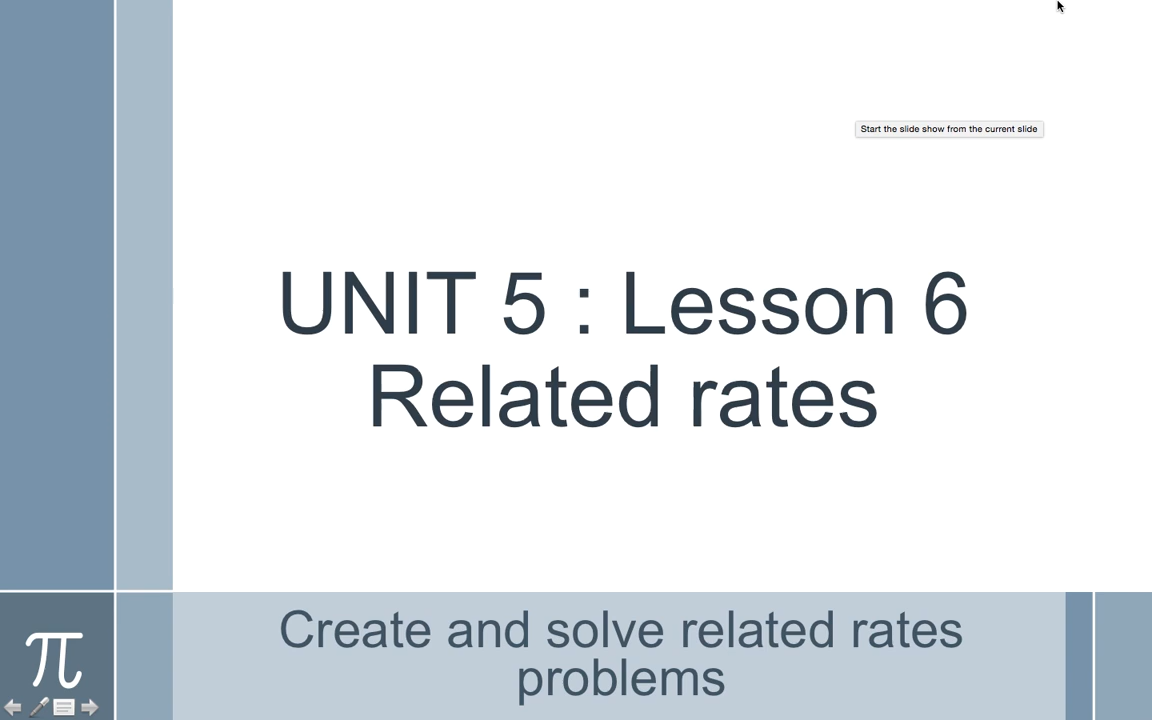 Start the slide show from the current slide
UNIT 5 : Lesson 6
Related rates
Create and solve related rates
problems
π